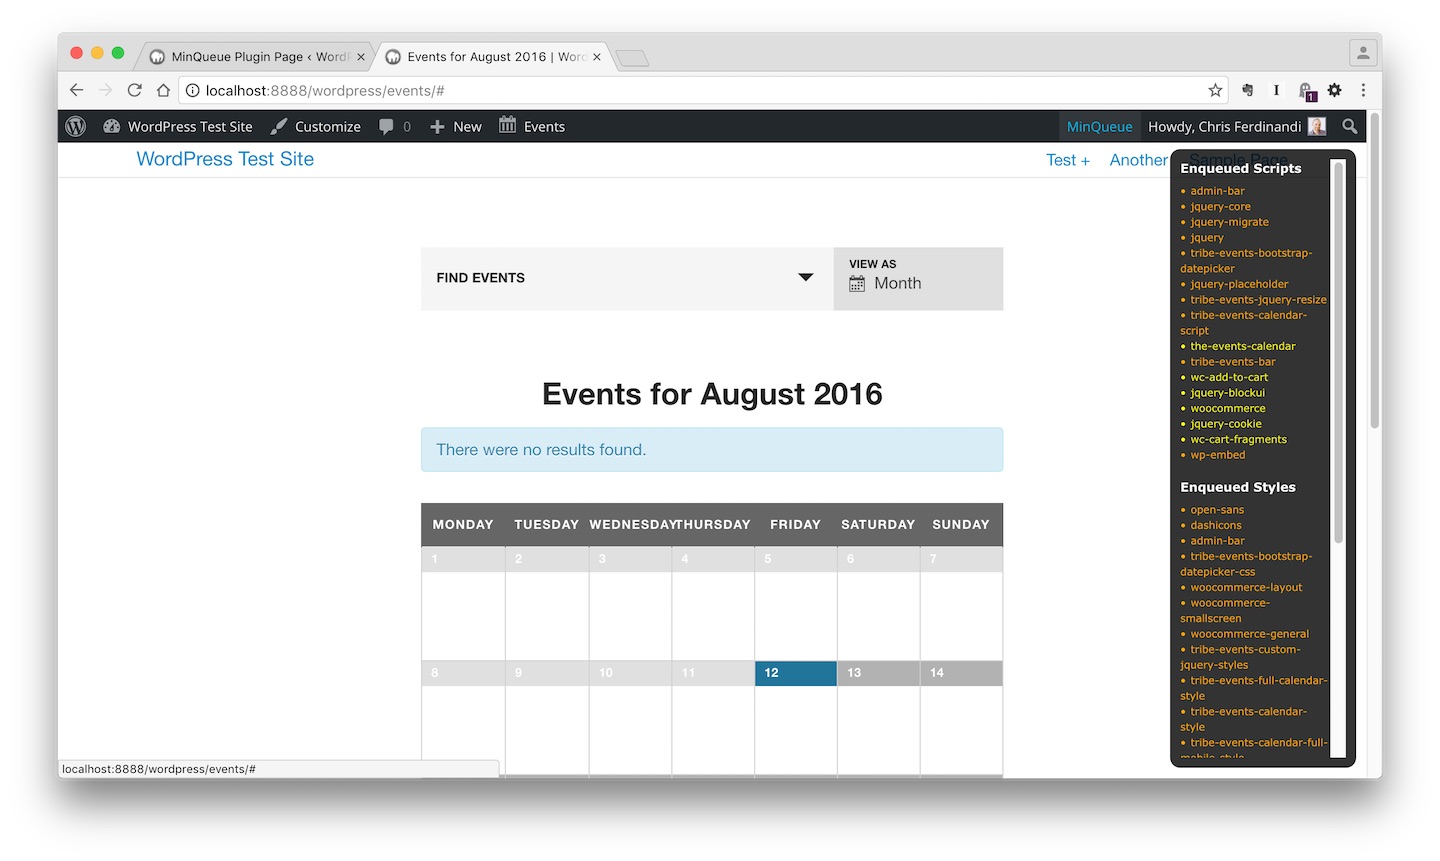 MinQueue Plugin Page ‹ WordP
Events for August 2016 | Word
localhost:8888/wordpress/events/#
I
1
WordPress Test Site
Customize
0
New
Events
MinQueue
Howdy, Chris Ferdinandi
WordPress Test Site
Test +
Another
Sample Page
FIND EVENTS
VIEW AS
Month
Events for August 2016
There were no results found.
MONDAY TUESDAY WEDNESDAY THURSDAY FRIDAY SATURDAY SUNDAY
1 2 3 4 5 6 7
8 9 10 11 12 13 14
Enqueued Scripts
• admin-bar
• jquery-core
• jquery-migrate
• jquery
• tribe-events-bootstrap-
datepicker
• jquery-placeholder
• tribe-events-jquery-resize
• tribe-events-calendar-
script
• the-events-calendar
• tribe-events-bar
• wc-add-to-cart
• jquery-blockui
• woocommerce
• jquery-cookie
• wc-cart-fragments
• wp-embed
Enqueued Styles
• open-sans
• dashicons
• admin-bar
• tribe-events-bootstrap-
datepicker-css
• woocommerce-layout
• woocommerce-
smallscreen
• woocommerce-general
• tribe-events-custom-
jquery-styles
• tribe-events-full-calendar-
style
• tribe-events-calendar-
style
• tribe-events-calendar-full-
mobile-style
localhost:8888/wordpress/events/#